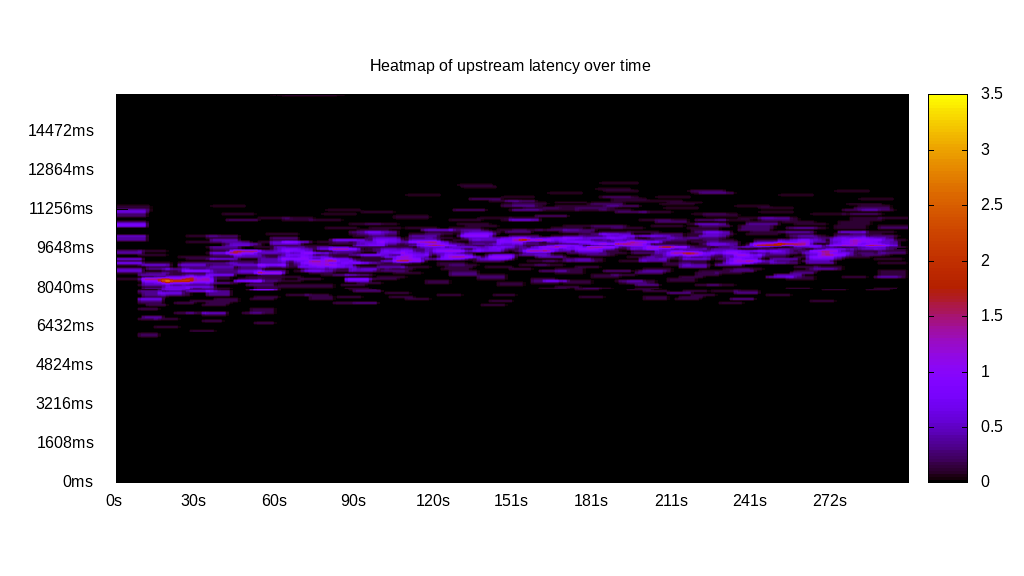 Heatmap of upstream latency over time
14472ms
12864ms
11256ms
9648ms
8040ms
6432ms
4824ms
3216ms
1608ms
0ms
0s 30s 60s 90s 120s 151s 181s 211s 241s 272s
3.5
3
2.5
2
1.5
1
0.5
0